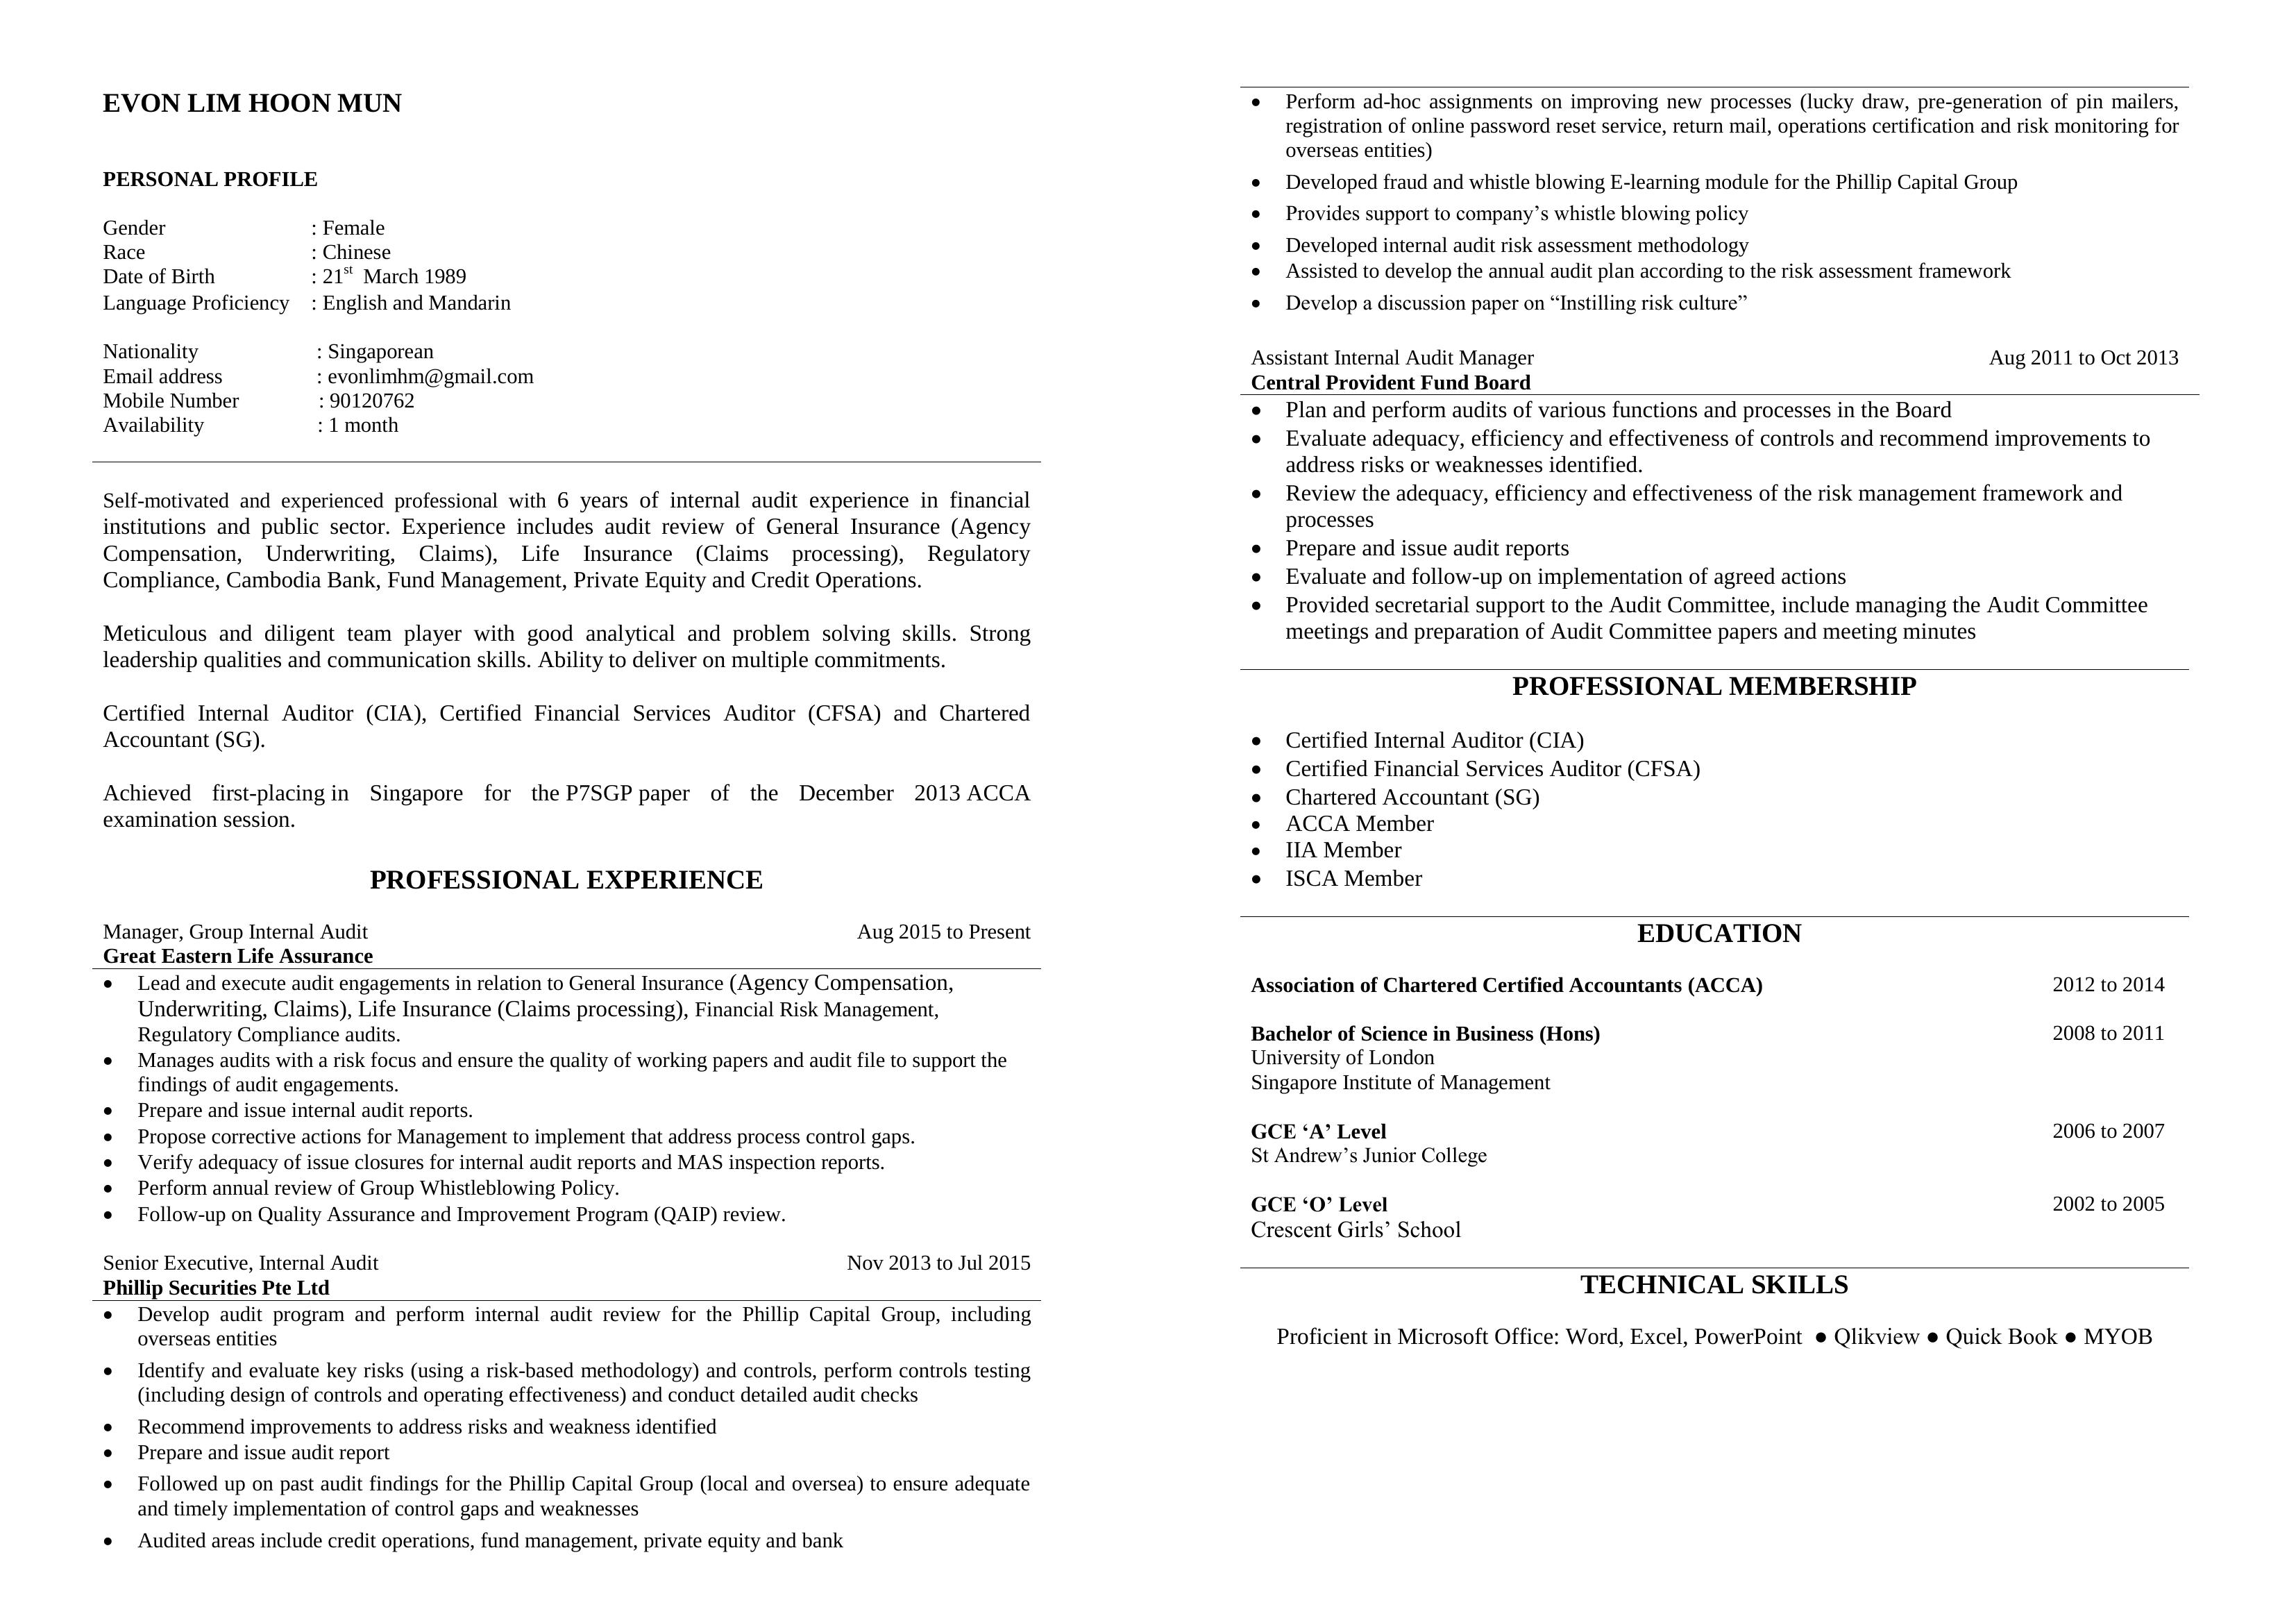 EVON LIM HOON MUN
PERSONAL PROFILE
Gender : Female
Race : Chinese
Date of Birth : 21st March 1989
Language Proficiency : English and Mandarin
Nationality : Singaporean
Email address : evonlimhm@gmail.com
Mobile Number : 90120762
Availability : 1 month
Self-motivated and experienced professional with 6 years of internal audit experience in financial
institutions and public sector. Experience includes audit review of General Insurance (Agency
Compensation, Underwriting, Claims), Life Insurance (Claims processing), Regulatory
Compliance, Cambodia Bank, Fund Management, Private Equity and Credit Operations.
Meticulous and diligent team player with good analytical and problem solving skills. Strong
leadership qualities and communication skills. Ability to deliver on multiple commitments.
Certified Internal Auditor (CIA), Certified Financial Services Auditor (CFSA) and Chartered
Accountant (SG).
Achieved first-placing in Singapore for the P7SGP paper of the December 2013 ACCA
examination session.
PROFESSIONAL EXPERIENCE
Manager, Group Internal Audit Aug 2015 to Present
Great Eastern Life Assurance
• Lead and execute audit engagements in relation to General Insurance (Agency Compensation,
Underwriting, Claims), Life Insurance (Claims processing), Financial Risk Management,
Regulatory Compliance audits.
• Manages audits with a risk focus and ensure the quality of working papers and audit file to support the
findings of audit engagements.
• Prepare and issue internal audit reports.
• Propose corrective actions for Management to implement that address process control gaps.
• Verify adequacy of issue closures for internal audit reports and MAS inspection reports.
• Perform annual review of Group Whistleblowing Policy.
• Follow-up on Quality Assurance and Improvement Program (QAIP) review.
Senior Executive, Internal Audit Nov 2013 to Jul 2015
Phillip Securities Pte Ltd
• Develop audit program and perform internal audit review for the Phillip Capital Group, including
overseas entities
• Identify and evaluate key risks (using a risk-based methodology) and controls, perform controls testing
(including design of controls and operating effectiveness) and conduct detailed audit checks
• Recommend improvements to address risks and weakness identified
• Prepare and issue audit report
• Followed up on past audit findings for the Phillip Capital Group (local and oversea) to ensure adequate
and timely implementation of control gaps and weaknesses
• Audited areas include credit operations, fund management, private equity and bank
• Perform ad-hoc assignments on improving new processes (lucky draw, pre-generation of pin mailers,
registration of online password reset service, return mail, operations certification and risk monitoring for
overseas entities)
• Developed fraud and whistle blowing E-learning module for the Phillip Capital Group
• Provides support to company’s whistle blowing policy
• Developed internal audit risk assessment methodology
• Assisted to develop the annual audit plan according to the risk assessment framework
• Develop a discussion paper on “Instilling risk culture”
Assistant Internal Audit Manager Aug 2011 to Oct 2013
Central Provident Fund Board
• Plan and perform audits of various functions and processes in the Board
• Evaluate adequacy, efficiency and effectiveness of controls and recommend improvements to
address risks or weaknesses identified.
• Review the adequacy, efficiency and effectiveness of the risk management framework and
processes
• Prepare and issue audit reports
• Evaluate and follow-up on implementation of agreed actions
• Provided secretarial support to the Audit Committee, include managing the Audit Committee
meetings and preparation of Audit Committee papers and meeting minutes
PROFESSIONAL MEMBERSHIP
• Certified Internal Auditor (CIA)
• Certified Financial Services Auditor (CFSA)
• Chartered Accountant (SG)
• ACCA Member
• IIA Member
• ISCA Member
EDUCATION
Association of Chartered Certified Accountants (ACCA) 2012 to 2014
Bachelor of Science in Business (Hons) 2008 to 2011
University of London
Singapore Institute of Management
GCE ‘A’ Level 2006 to 2007
St Andrew’s Junior College
GCE ‘O’ Level 2002 to 2005
Crescent Girls’ School
TECHNICAL SKILLS
Proficient in Microsoft Office: Word, Excel, PowerPoint ● Qlikview ● Quick Book ● MYOB